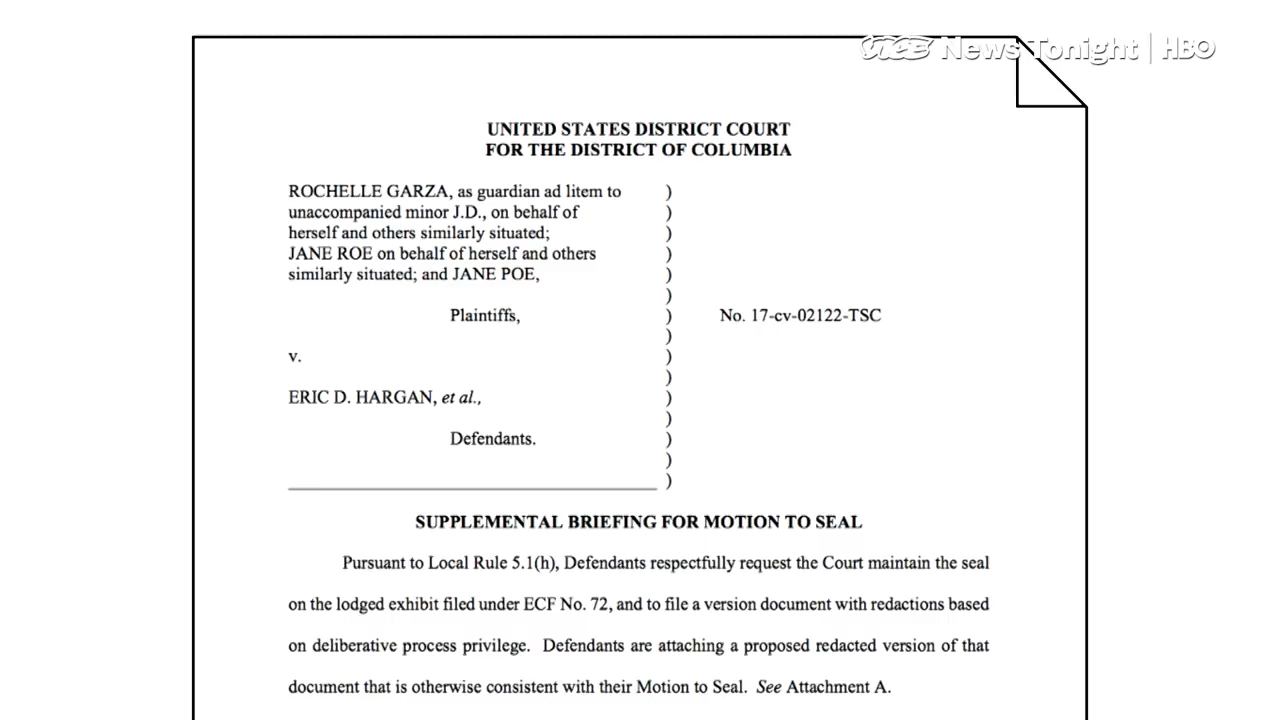 VICE News Tonight | HBO
UNITED STATES DISTRICT COURT
FOR THE DISTRICT OF COLUMBIA
ROCHELLE GARZA, as guardian ad litem to )
unaccompanied minor J.D., on behalf of )
herself and others similarly situated; )
JANE ROE on behalf of herself and others )
similarly situated; and JANE POE, )
)
Plaintiffs, ) No. 17-cv-02122-TSC
)
v. )
)
ERIC D. HARGAN, et al., )
)
Defendants. )
)
)
SUPPLEMENTAL BRIEFING FOR MOTION TO SEAL
Pursuant to Local Rule 5.1(h), Defendants respectfully request the Court maintain the seal
on the lodged exhibit filed under ECF No. 72, and to file a version document with redactions based
on deliberative process privilege. Defendants are attaching a proposed redacted version of that
document that is otherwise consistent with their Motion to Seal. See Attachment A.